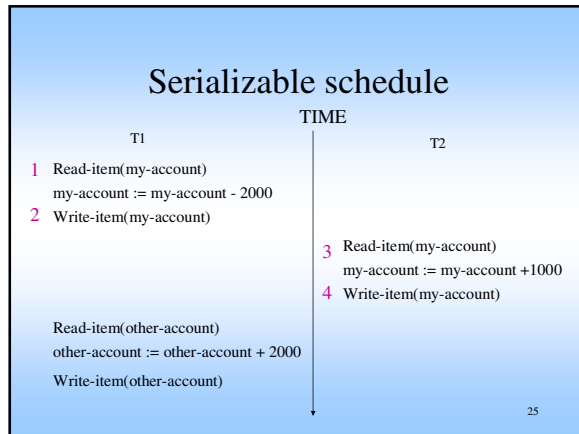 Serializable schedule
TIME
T1
T2
1 Read-item(my-account)
my-account := my-account - 2000
2 Write-item(my-account)
3 Read-item(my-account)
my-account := my-account +1000
4 Write-item(my-account)
Read-item(other-account)
other-account := other-account + 2000
Write-item(other-account)
25